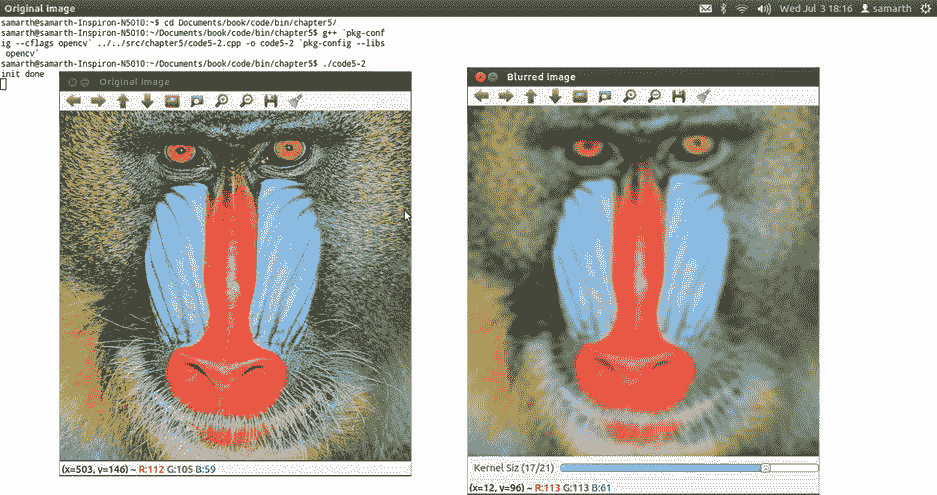 Original image
Wed Jul 3 18:16
samarth
samarth@samarth-Inspiron-N5010:~$ cd Documents/book/code/bin/chapter5/
samarth@samarth-Inspiron-N5010:~/Documents/book/code/bin/chapter5$ g++ `pkg-conf
ig --cflags opencv` ../../src/chapter5/code5-2.cpp -o code5-2 `pkg-config --libs
opencv`
samarth@samarth-Inspiron-N5010:~/Documents/book/code/bin/chapter5$ ./code5-2
init done
Original image
(x=503, y=146) ~ R:112 G:105 B:59
Blurred image
Kernel Siz (17/21)
(x=12, y=96) ~ R:113 G:113 B:61